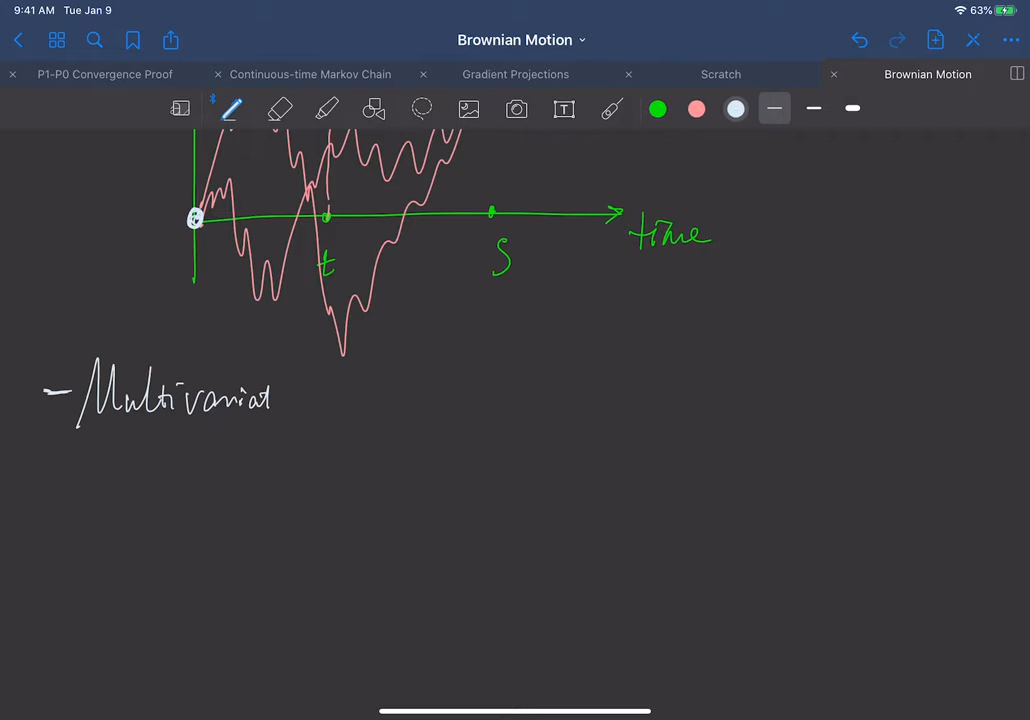 9:41 AM Tue Jan 9
63%
Brownian Motion
P1-P0 Convergence Proof
Continuous-time Markov Chain
Gradient Projections
Scratch
Brownian Motion
time
t
S
- Multivariat